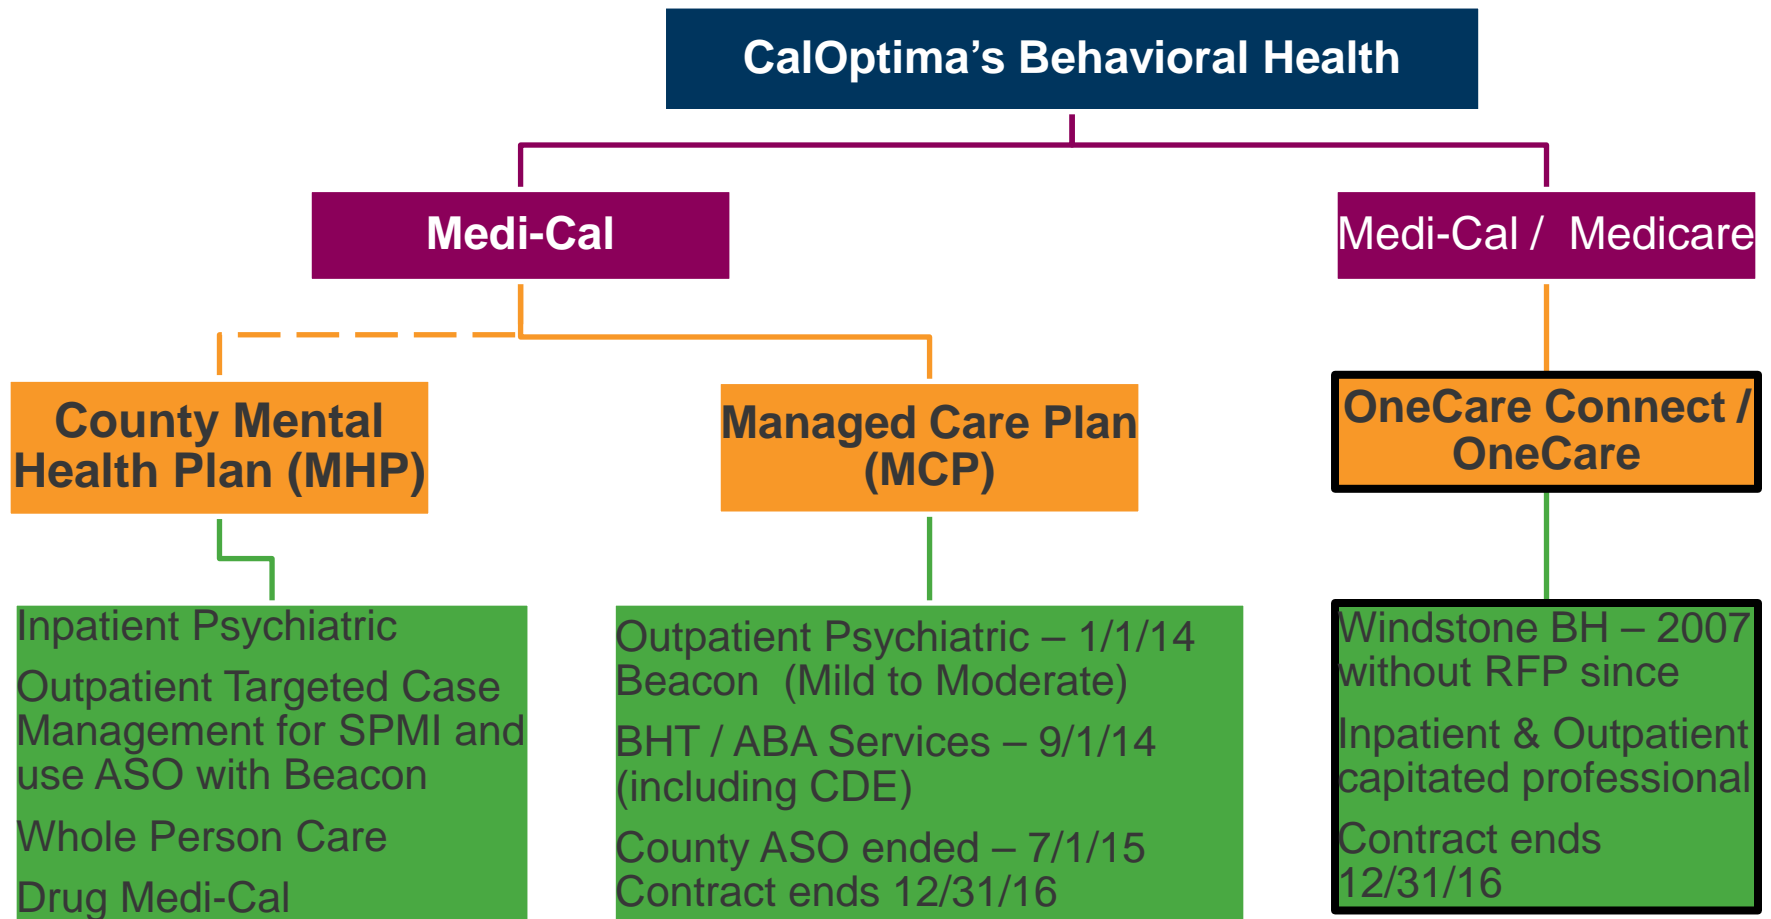 CalOptima’s Behavioral Health
Medi-Cal
Medi-Cal / Medicare
County Mental
Health Plan (MHP)
Managed Care Plan
(MCP)
OneCare Connect /
OneCare
Inpatient Psychiatric
Outpatient Targeted Case
Management for SPMI and
use ASO with Beacon
Whole Person Care
Drug Medi-Cal
Outpatient Psychiatric – 1/1/14
Beacon (Mild to Moderate)
BHT / ABA Services – 9/1/14
(including CDE)
County ASO ended – 7/1/15
Contract ends 12/31/16
Windstone BH – 2007
without RFP since
Inpatient & Outpatient
capitated professional
Contract ends
12/31/16